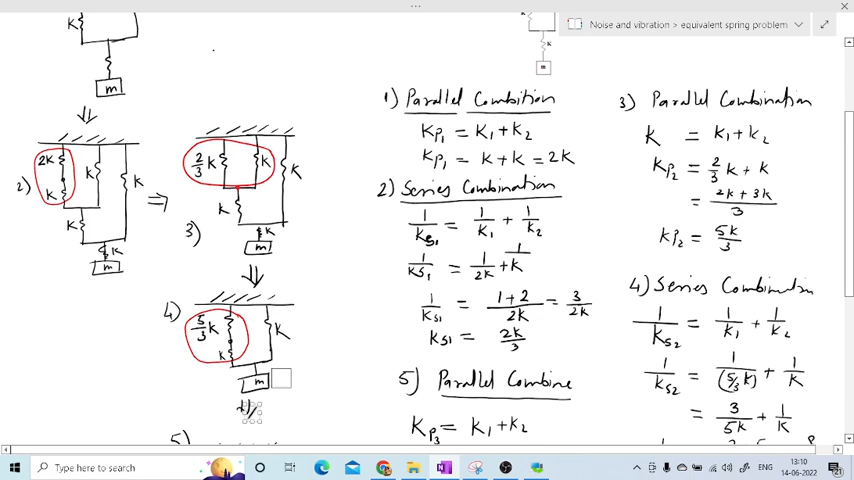 Noise and vibration > equivalent spring problem
K
m
K
m
2)
2K
K
K
K
K
K
m
3)
2/3 K
K
K
K
K
m
4)
5/3 K
K
K
m
5)
1) Parallel Combition
KP1 = K1 + K2
KP1 = K + K = 2K
2) Series Combination
1/KS1 = 1/K1 + 1/K2
1/KS1 = 1/2K + 1/K
1/KS1 = 1+2/2K = 3/2K
KS1 = 2K/3
5) Parallel Combine
KP3 = K1 + K2
3) Parallel Combination
K = K1 + K2
KP2 = 2/3 K + K
= 2K + 3K/3
KP2 = 5K/3
4) Series Combination
1/KS2 = 1/K1 + 1/K2
1/KS2 = 1/(5/3 K) + 1/K
= 3/5K + 1/K
Type here to search
ENG
13:10
14-06-2022
21